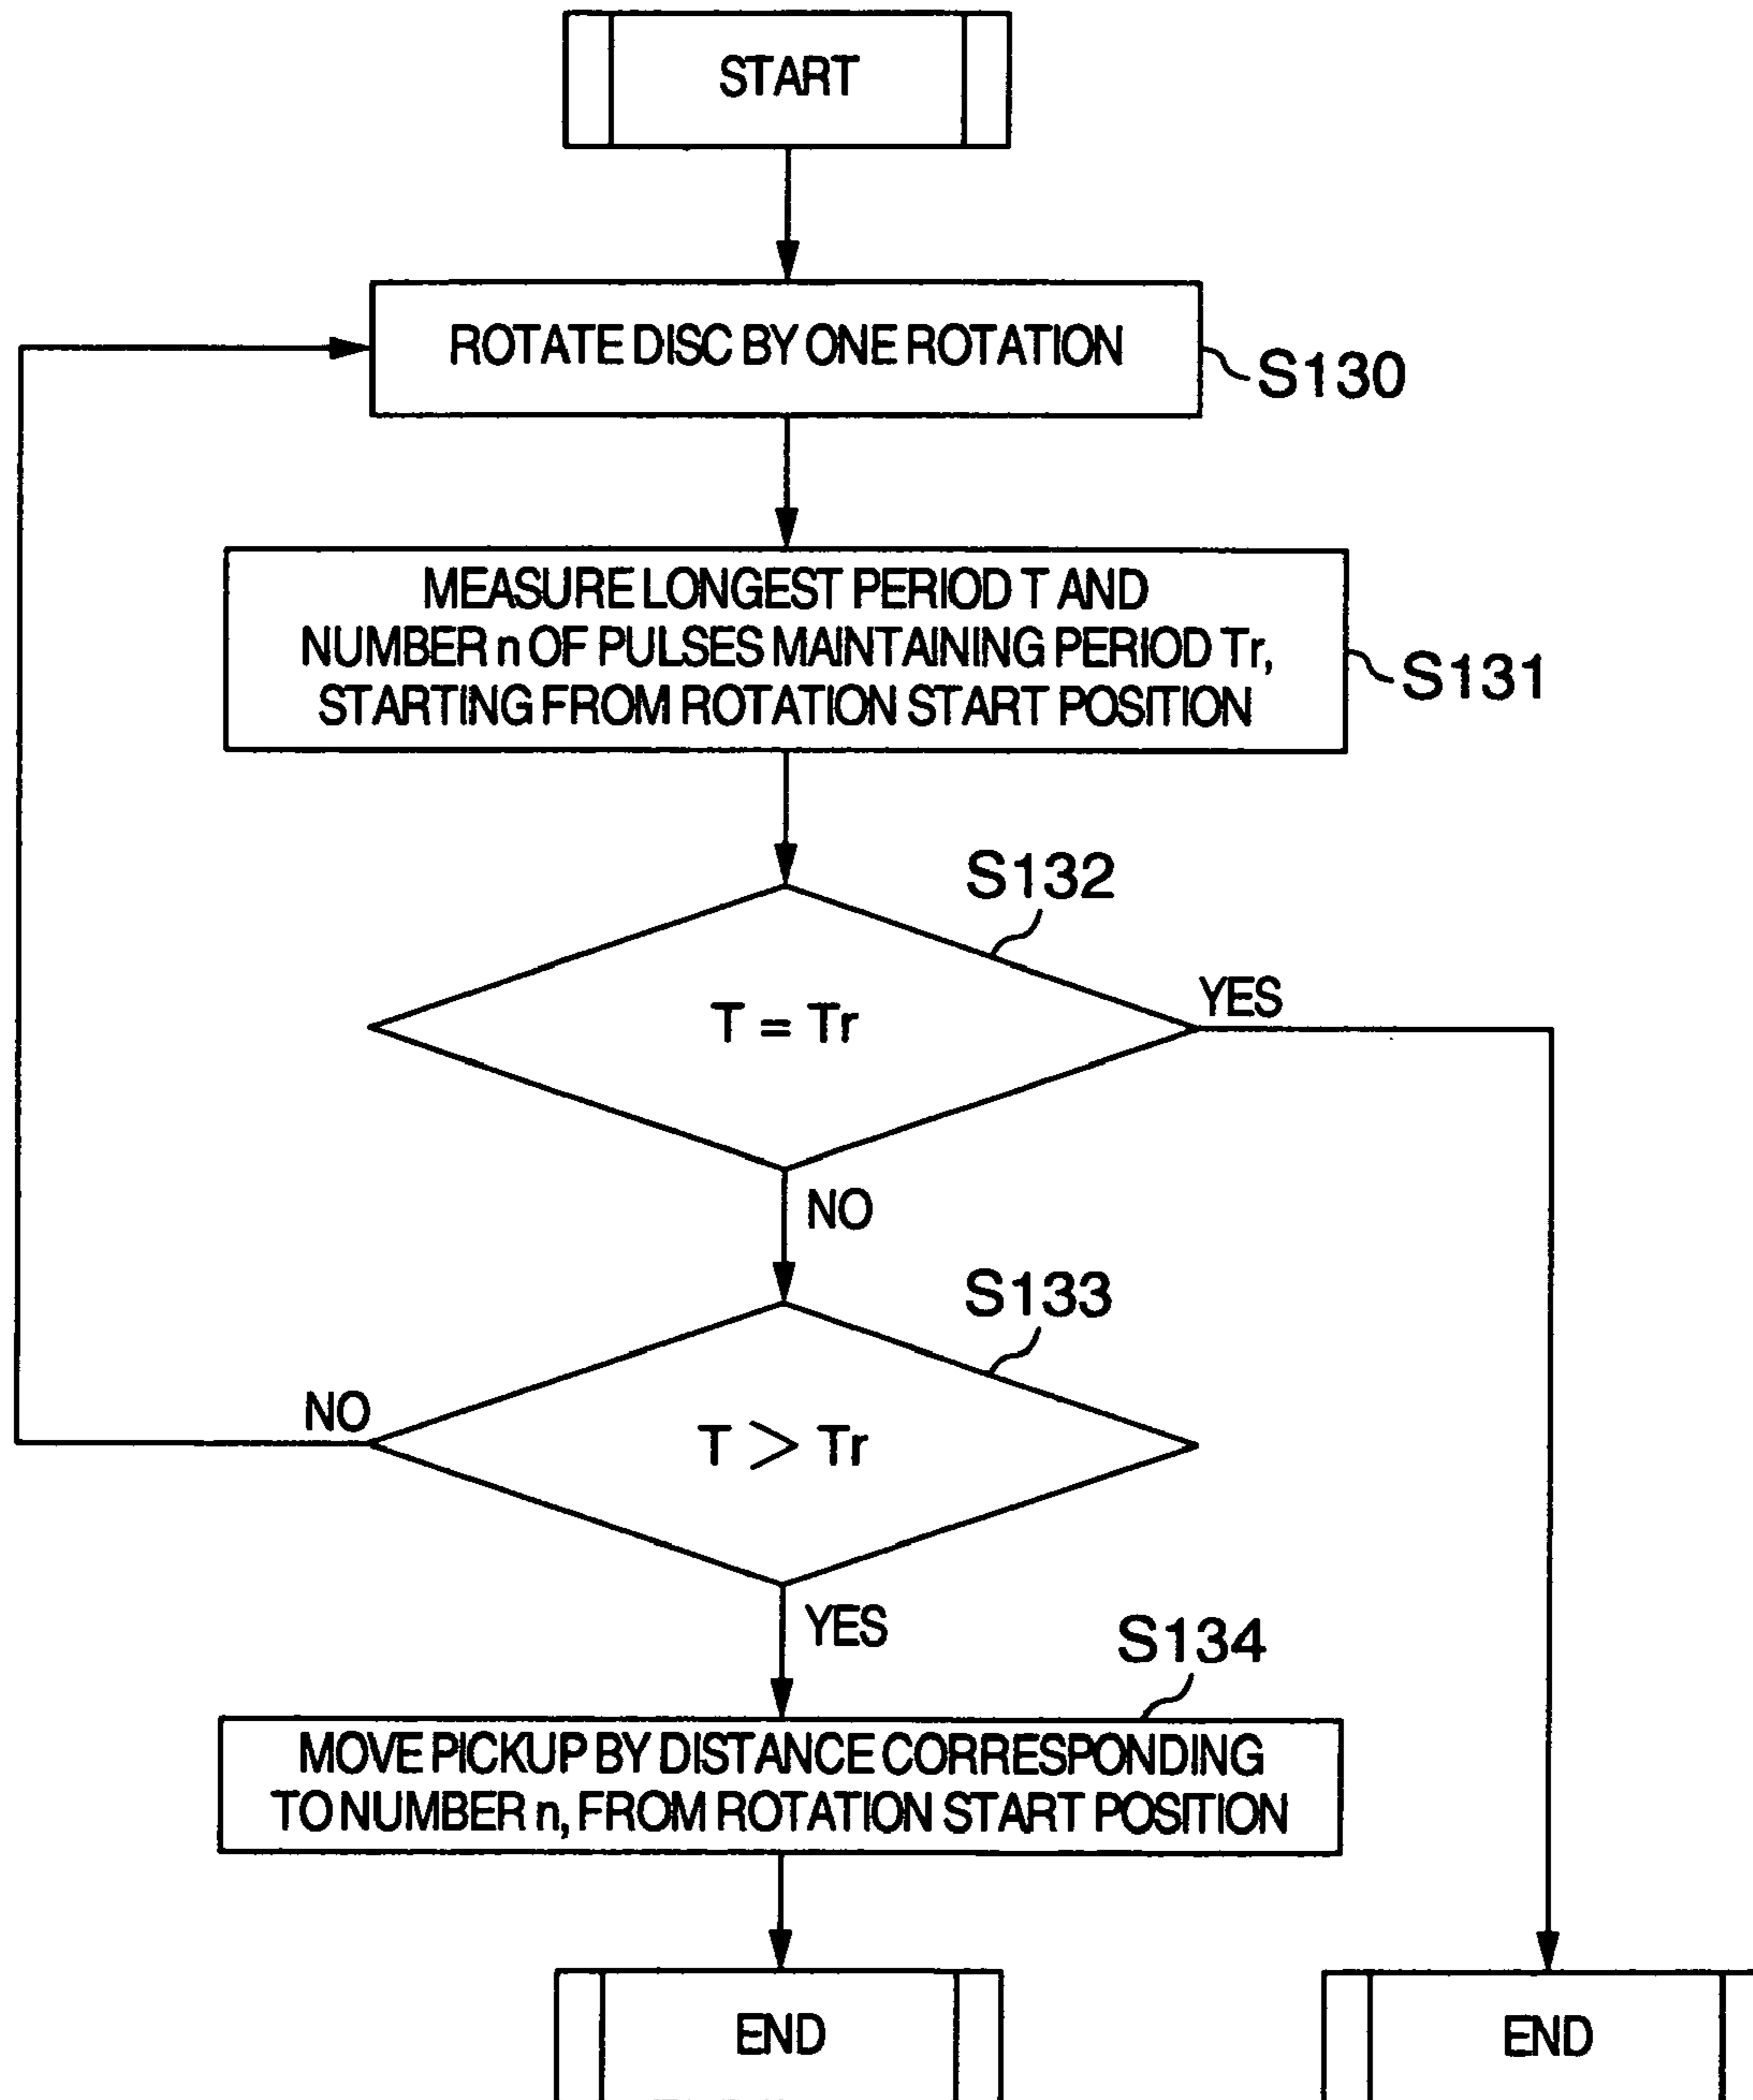 START
ROTATE DISC BY ONE ROTATION
S130
MEASURE LONGEST PERIOD T AND
NUMBER n OF PULSES MAINTAINING PERIOD Tr,
STARTING FROM ROTATION START POSITION
S131
S132
T = Tr
YES
NO
S133
T > Tr
NO
YES
S134
MOVE PICKUP BY DISTANCE CORRESPONDING
TO NUMBER n, FROM ROTATION START POSITION
END
END